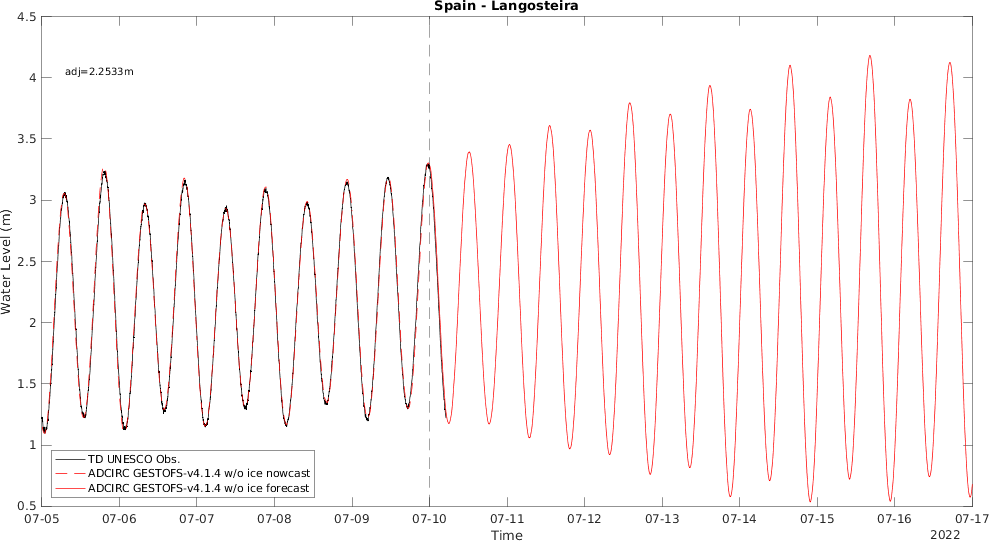 Spain - Langosteira
adj=2.2533m
4.5
4
3.5
3
2.5
2
1.5
1
0.5
Water Level (m)
TD UNESCO Obs.
ADCIRC GESTOFS-v4.1.4 w/o ice nowcast
ADCIRC GESTOFS-v4.1.4 w/o ice forecast
07-05 07-06 07-07 07-08 07-09 07-10 07-11 07-12 07-13 07-14 07-15 07-16 07-17
Time
2022